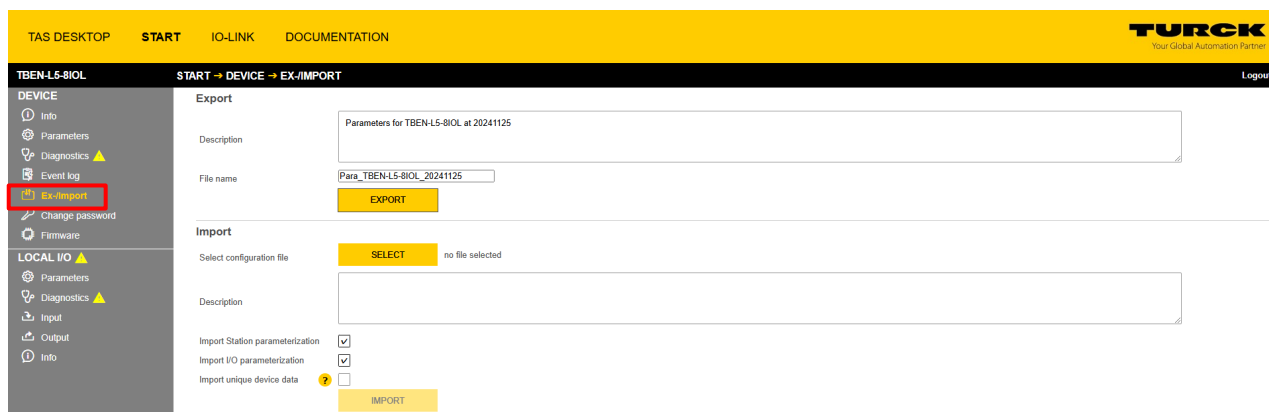 TAS DESKTOP START IO-LINK DOCUMENTATION
TURCK
Your Global Automation Partner
TBEN-L5-8IOL START → DEVICE → EX-/IMPORT Logou
DEVICE
Info
Parameters
Diagnostics
Event log
Ex-/Import
Change password
Firmware
LOCAL I/O
Parameters
Diagnostics
Input
Output
Info
Export
Description
Parameters for TBEN-L5-8IOL at 20241125
File name Para_TBEN-L5-8IOL_20241125
EXPORT
Import
Select configuration file SELECT no file selected
Description
Import Station parameterization
Import I/O parameterization
Import unique device data ?
IMPORT